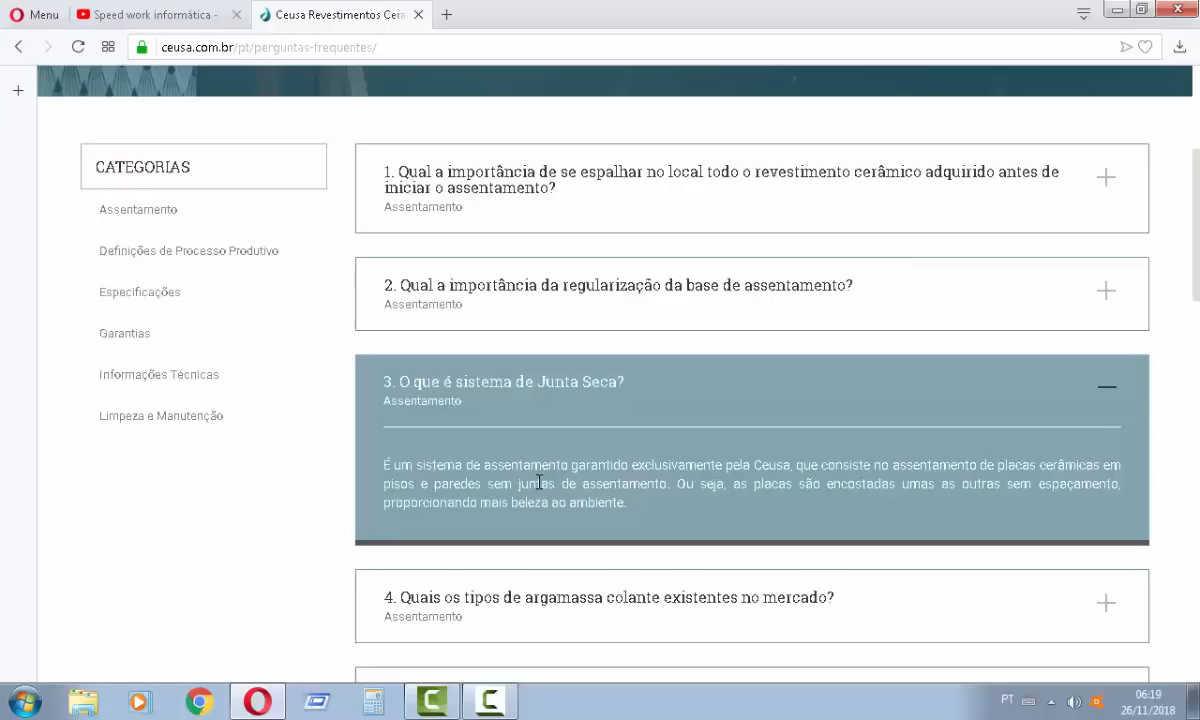 Menu
Speed work informática -
Ceusa Revestimentos Cera
ceusa.com.br/pt/perguntas-frequentes/
CATEGORIAS
Assentamento
Definições de Processo Produtivo
Especificações
Garantias
Informações Técnicas
Limpeza e Manutenção
1. Qual a importância de se espalhar no local todo o revestimento cerâmico adquirido antes de
iniciar o assentamento?
Assentamento
2. Qual a importância da regularização da base de assentamento?
Assentamento
3. O que é sistema de Junta Seca?
Assentamento
É um sistema de assentamento garantido exclusivamente pela Ceusa, que consiste no assentamento de placas cerâmicas em
pisos e paredes sem juntas de assentamento. Ou seja, as placas são encostadas umas as outras sem espaçamento,
proporcionando mais beleza ao ambiente.
4. Quais os tipos de argamassa colante existentes no mercado?
Assentamento
PT
06:19
26/11/2018